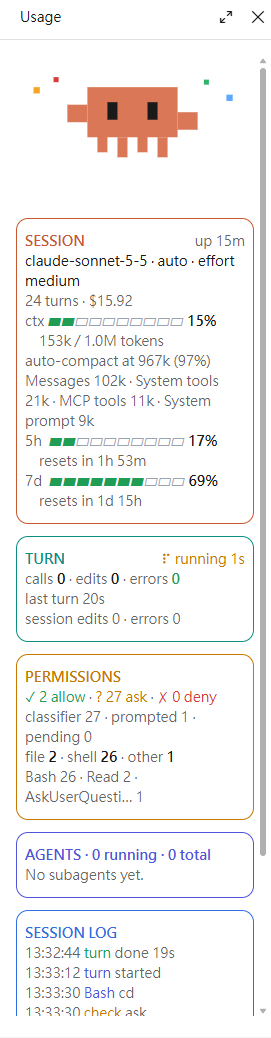 Usage
SESSION up 15m
claude-sonnet-5-5 · auto · effort
medium
24 turns · $15.92
ctx 15%
153k / 1.0M tokens
auto-compact at 967k (97%)
Messages 102k · System tools
21k · MCP tools 11k · System
prompt 9k
5h 17%
resets in 1h 53m
7d 69%
resets in 1d 15h
TURN running 1s
calls 0 · edits 0 · errors 0
last turn 20s
session edits 0 · errors 0
PERMISSIONS
✓ 2 allow · ? 27 ask · ✗ 0 deny
classifier 27 · prompted 1 ·
pending 0
file 2 · shell 26 · other 1
Bash 26 · Read 2 ·
AskUserQuesti... 1
AGENTS · 0 running · 0 total
No subagents yet.
SESSION LOG
13:32:44 turn done 19s
13:33:12 turn started
13:33:30 Bash cd
13:33:30 check ask